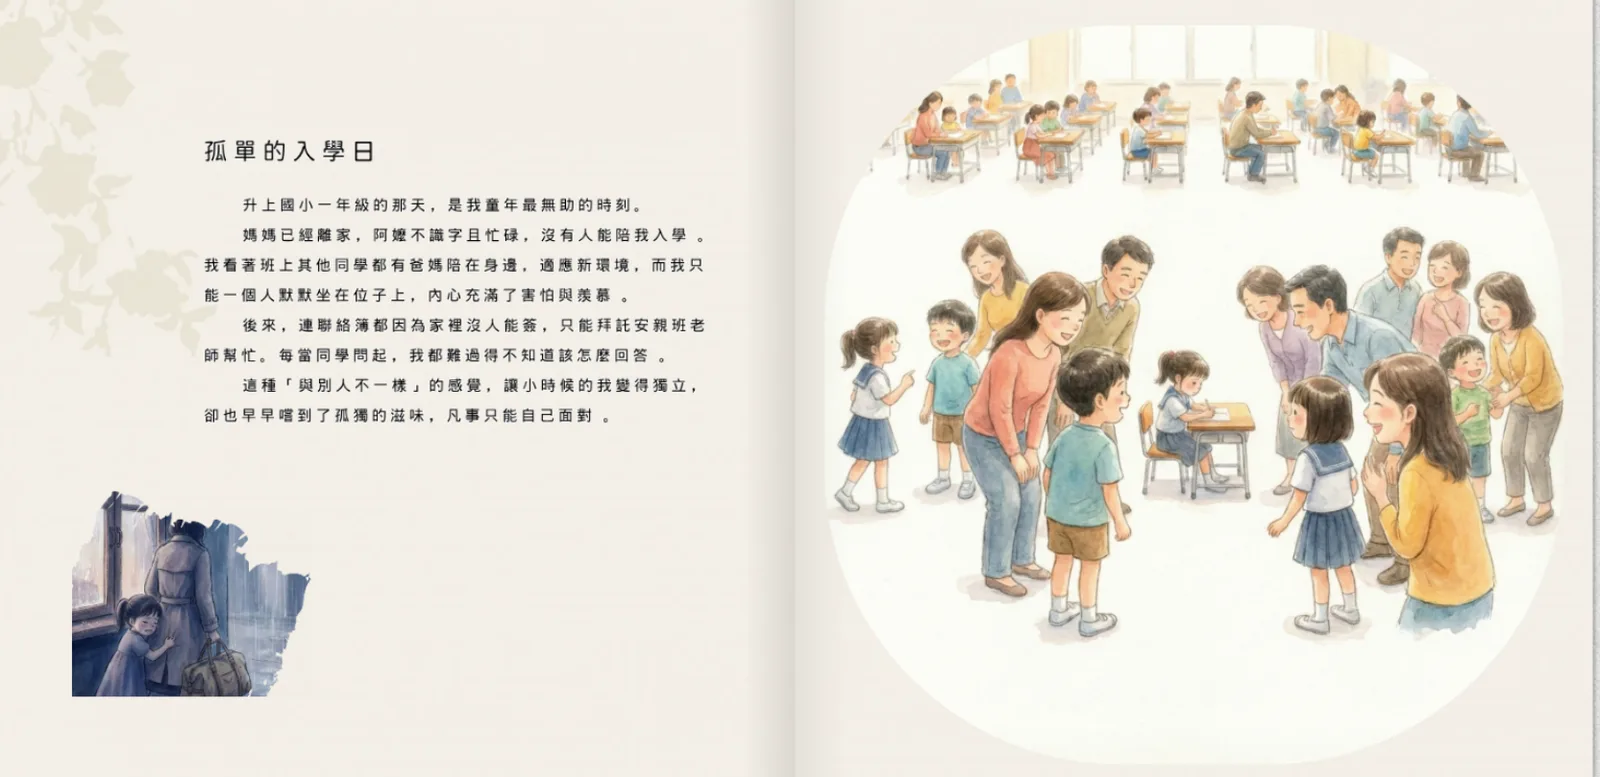 孤單的入學日
升上國小一年級的那天，是我童年最無助的時刻。
媽媽已經離家，阿嬤不識字且忙碌，沒有人能陪我入學 。
我看著班上其他同學都有爸媽陪在身邊，適應新環境，而我只
能一個人默默坐在位子上，內心充滿了害怕與羨慕 。
後來，連聯絡簿都因為家裡沒人能簽，只能拜託安親班老
師幫忙。每當同學問起，我都難過得不知道該怎麼回答 。
這種「與別人不一樣」的感覺，讓小時候的我變得獨立，
卻也早早嚐到了孤獨的滋味，凡事只能自己面對 。